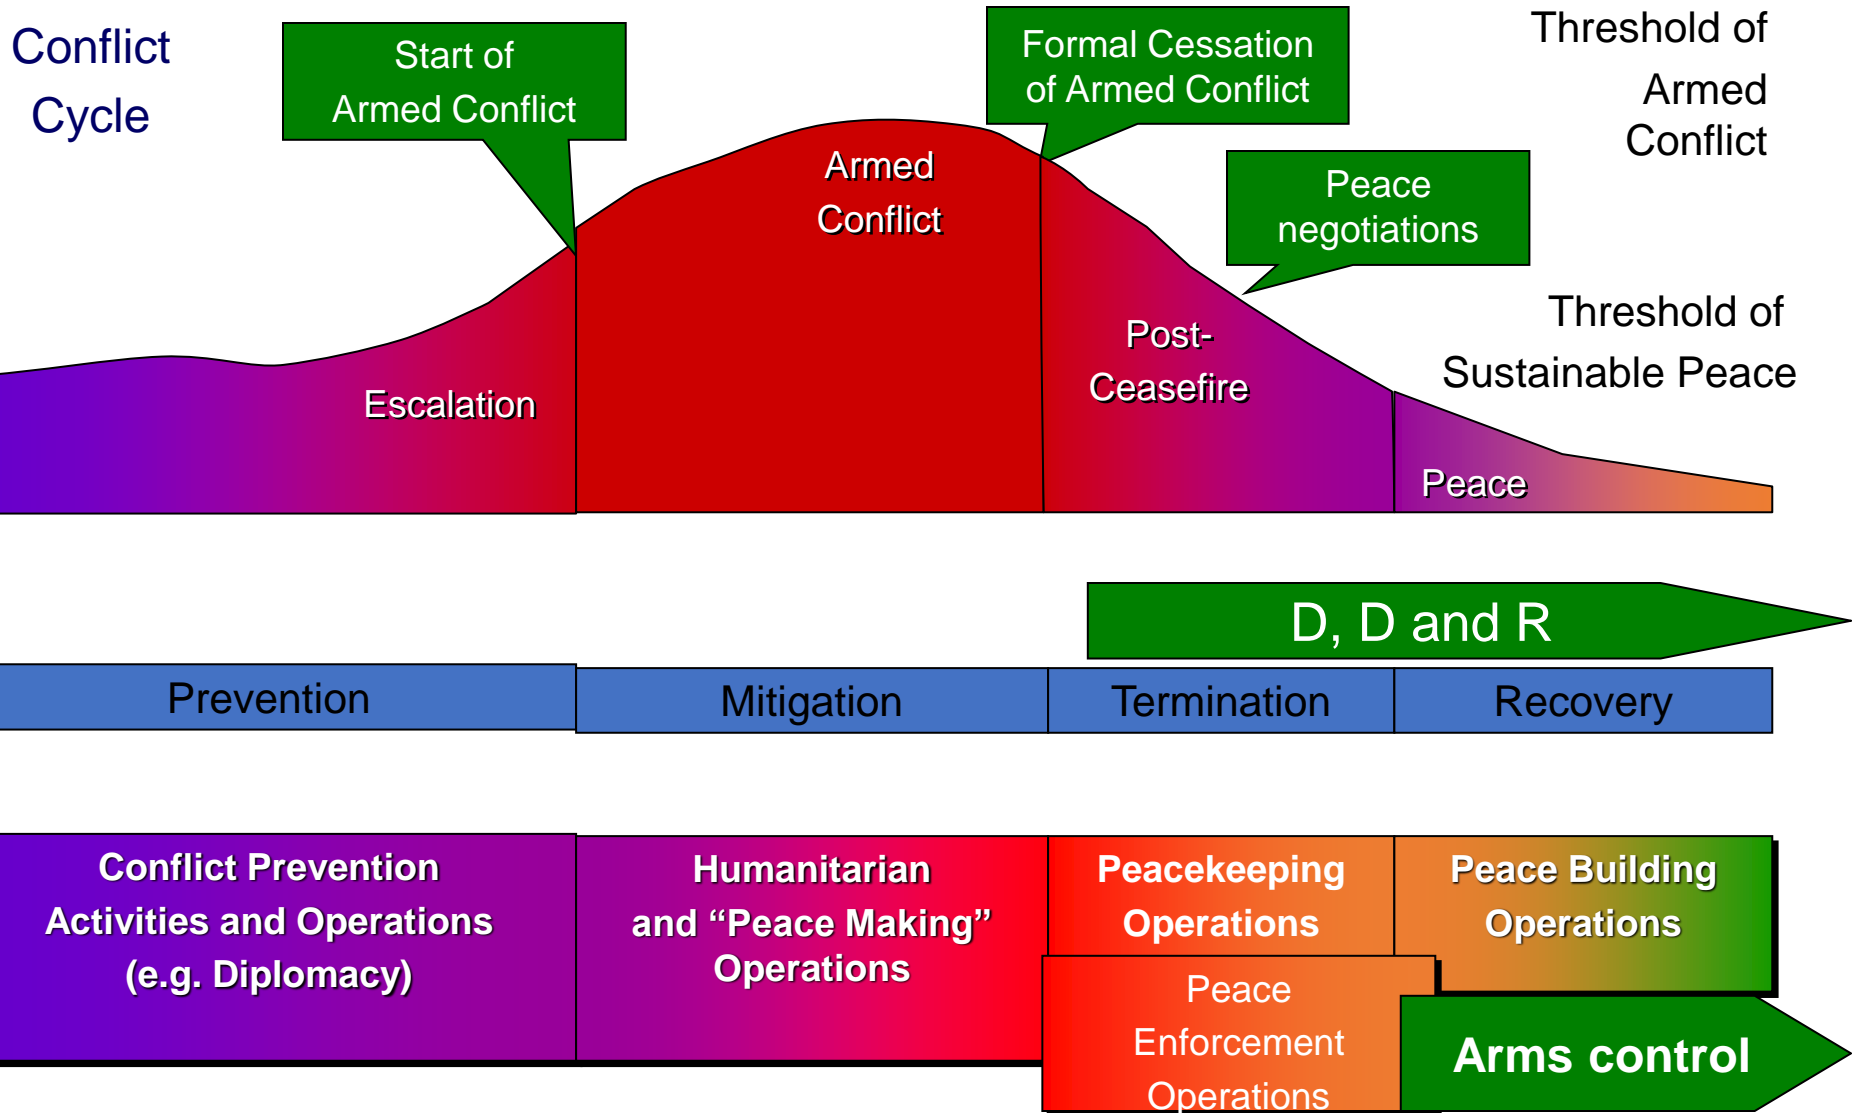 Conflict
Cycle
Start of
Armed Conflict
Formal Cessation
of Armed Conflict
Threshold of
Armed
Conflict
Armed
Conflict
Peace
negotiations
Threshold of
Sustainable Peace
Post-
Ceasefire
Escalation
Peace
D, D and R
Prevention
Mitigation
Termination
Recovery
Conflict Prevention
Activities and Operations
(e.g. Diplomacy)
Humanitarian
and “Peace Making”
Operations
Peacekeeping
Operations
Peace Building
Operations
Peace
Enforcement
Operations
Arms control